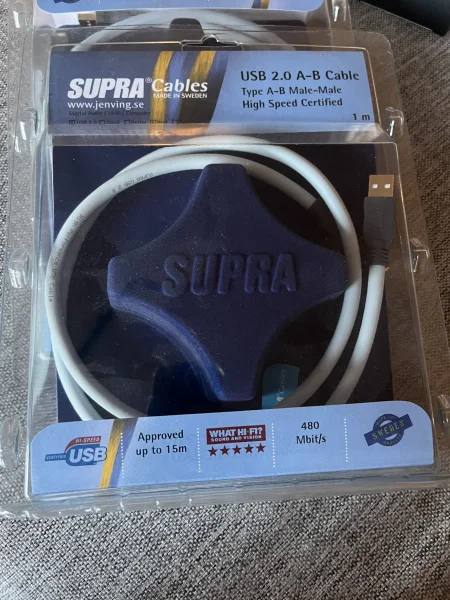 SUPRA® Cables
MADE IN SWEDEN
www.jenving.se
USB 2.0 A-B Cable
Type A-B Male-Male
High Speed Certified
1 m
SUPRA
HI-SPEED
CERTIFIED
USB
Approved
up to 15m
WHAT HI-FI?
SOUND AND VISION
★★★★★
480
Mbit/s
SWEDEN